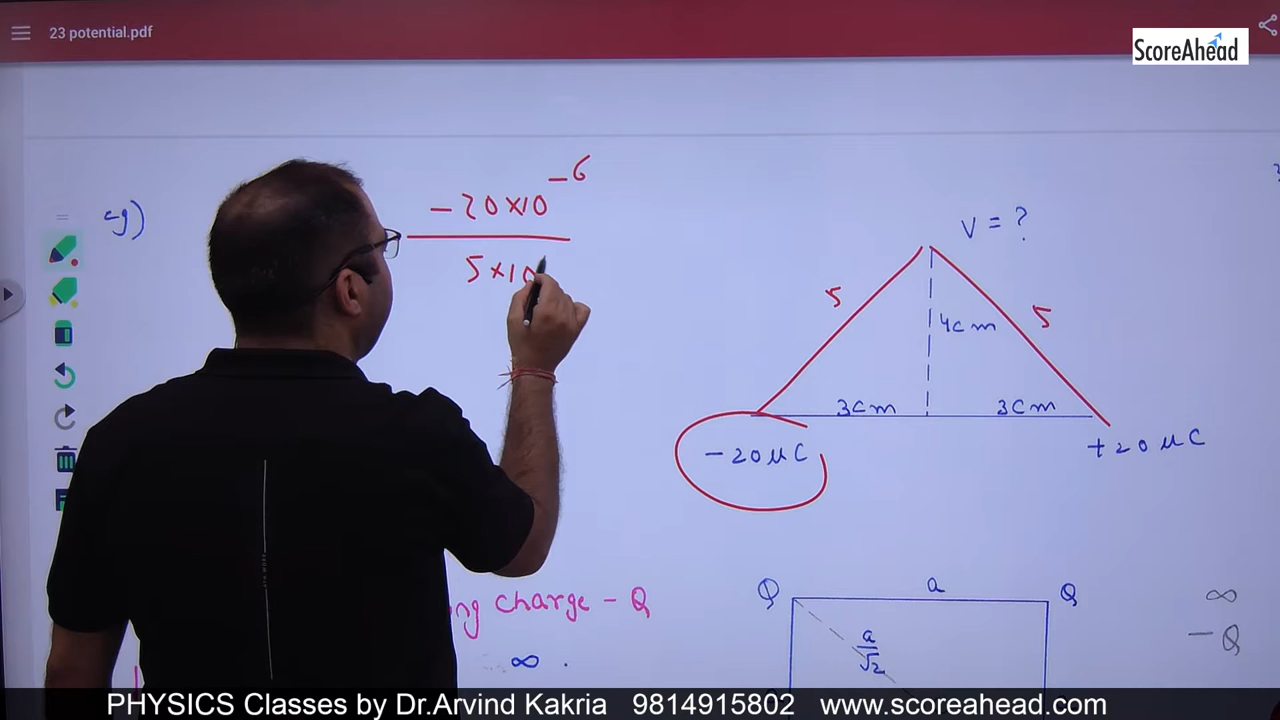 23 potential.pdf
ScoreAhead
eg)
-20×10^-6
5×10
V = ?
5
5
4cm
3cm 3cm
-20μC
+20μC
charge - Q
∞
Q a Q
a/√2
∞
-Q
PHYSICS Classes by Dr.Arvind Kakria 9814915802 www.scoreahead.com